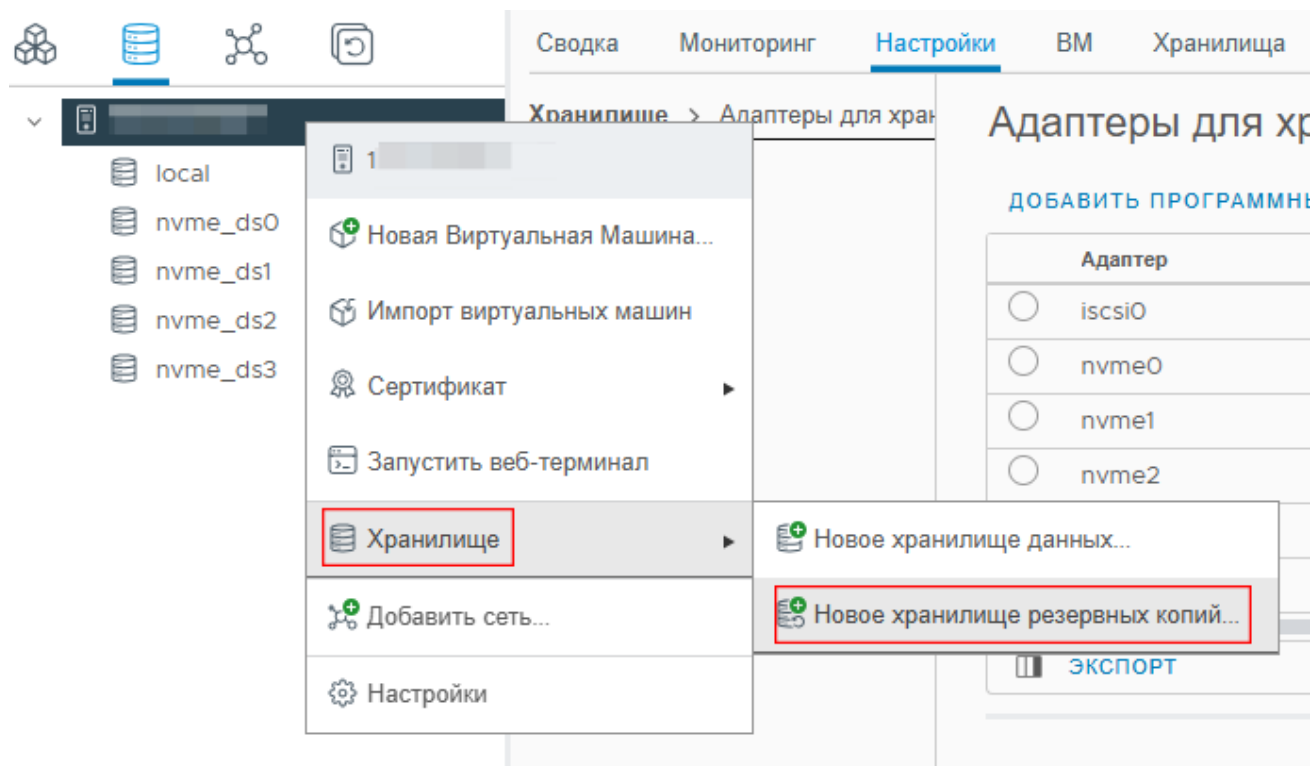 Сводка Мониторинг Настройки ВМ Хранилища
Хранилище > Адаптеры для хран
Адаптеры для хр
1
local
nvme_ds0
nvme_ds1
nvme_ds2
nvme_ds3
Новая Виртуальная Машина...
Импорт виртуальных машин
Сертификат
Запустить веб-терминал
Хранилище
Добавить сеть...
Настройки
Новое хранилище данных...
Новое хранилище резервных копий...
ДОБАВИТЬ ПРОГРАММНЫ
Адаптер
iscsi0
nvme0
nvme1
nvme2
ЭКСПОРТ